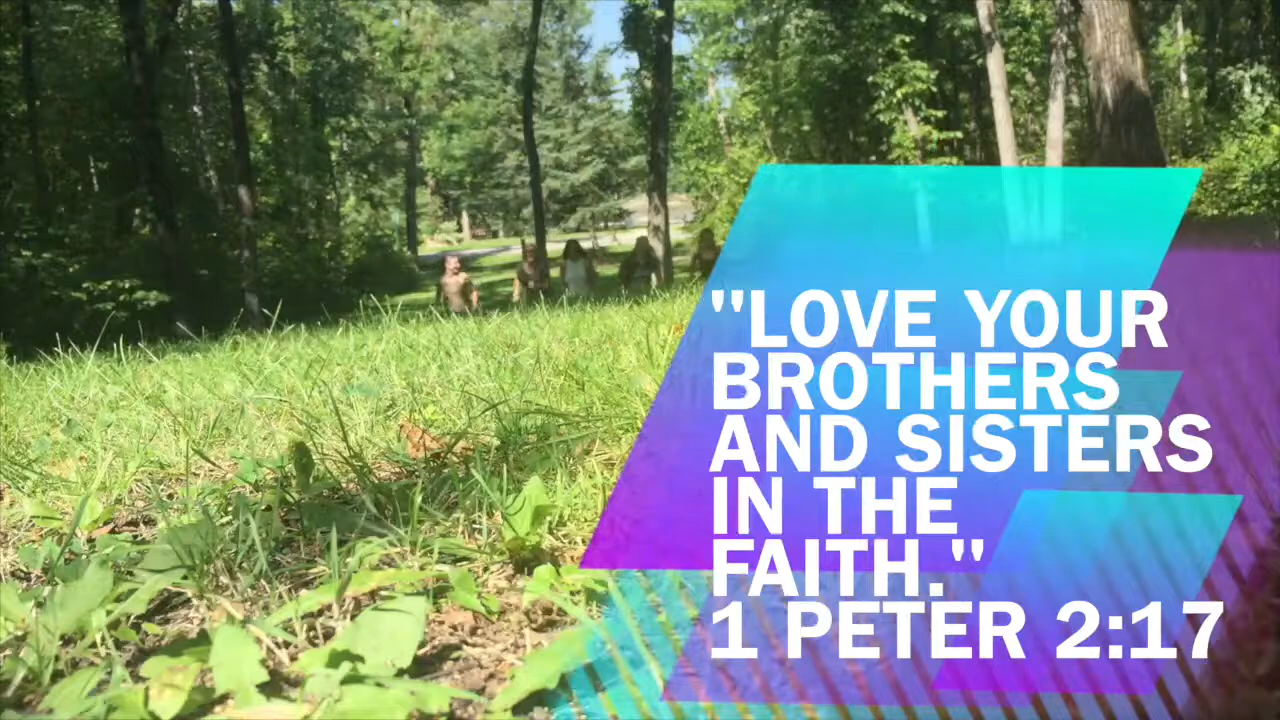 "LOVE YOUR
BROTHERS
AND SISTERS
IN THE
FAITH."
1 PETER 2:17